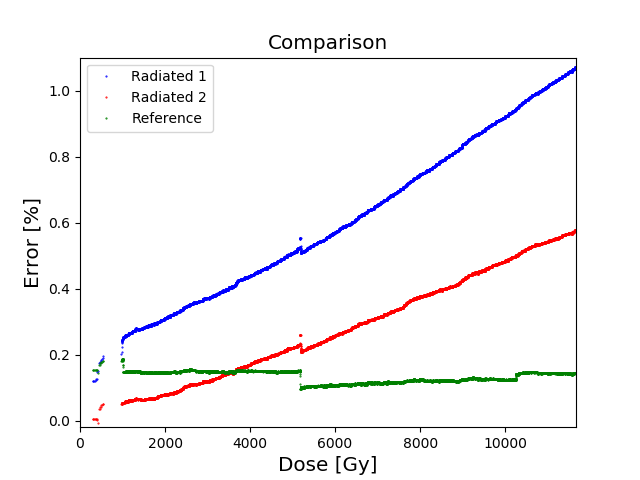 Comparison
Radiated 1
Radiated 2
Reference
Error [%]
1.0
0.8
0.6
0.4
0.2
0.0
0 2000 4000 6000 8000 10000
Dose [Gy]